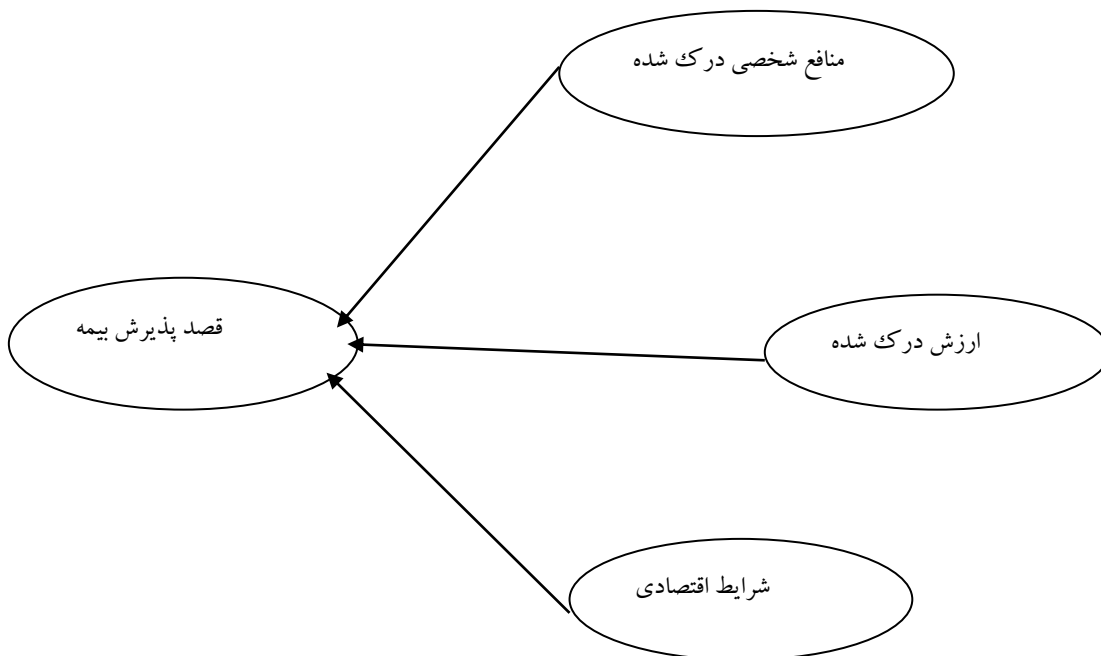 منافع شخصی درک شده
قصد پذیرش بیمه
ارزش درک شده
شرایط اقتصادی